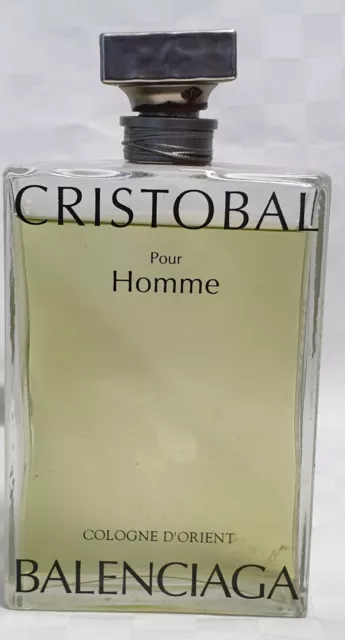 CRISTOBAL
Pour
Homme
COLOGNE D'ORIENT
BALENCIAGA